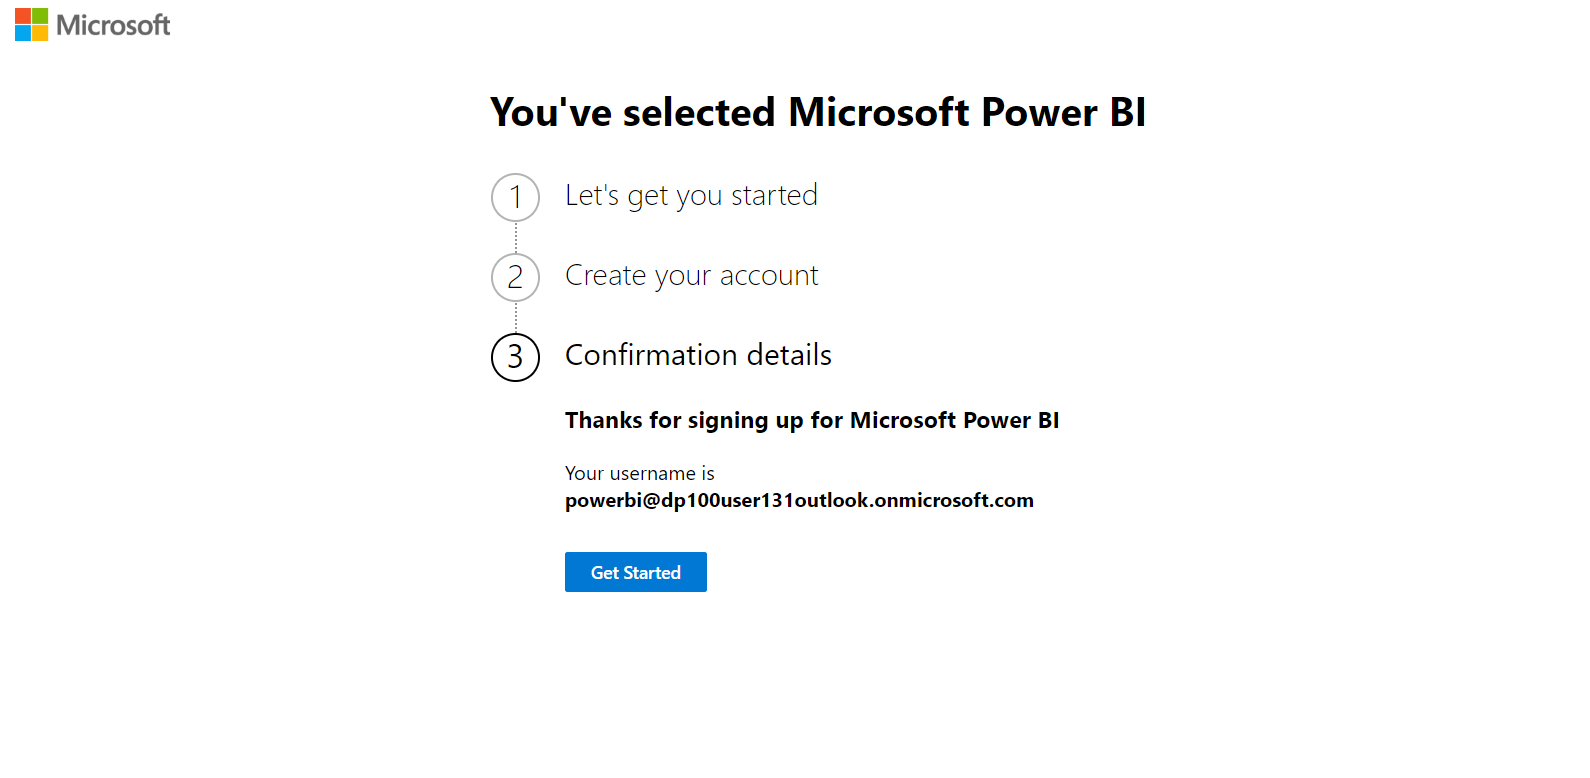 Microsoft
You've selected Microsoft Power BI
1 Let's get you started
2 Create your account
3 Confirmation details
Thanks for signing up for Microsoft Power BI
Your username is
powerbi@dp100user131outlook.onmicrosoft.com
Get Started